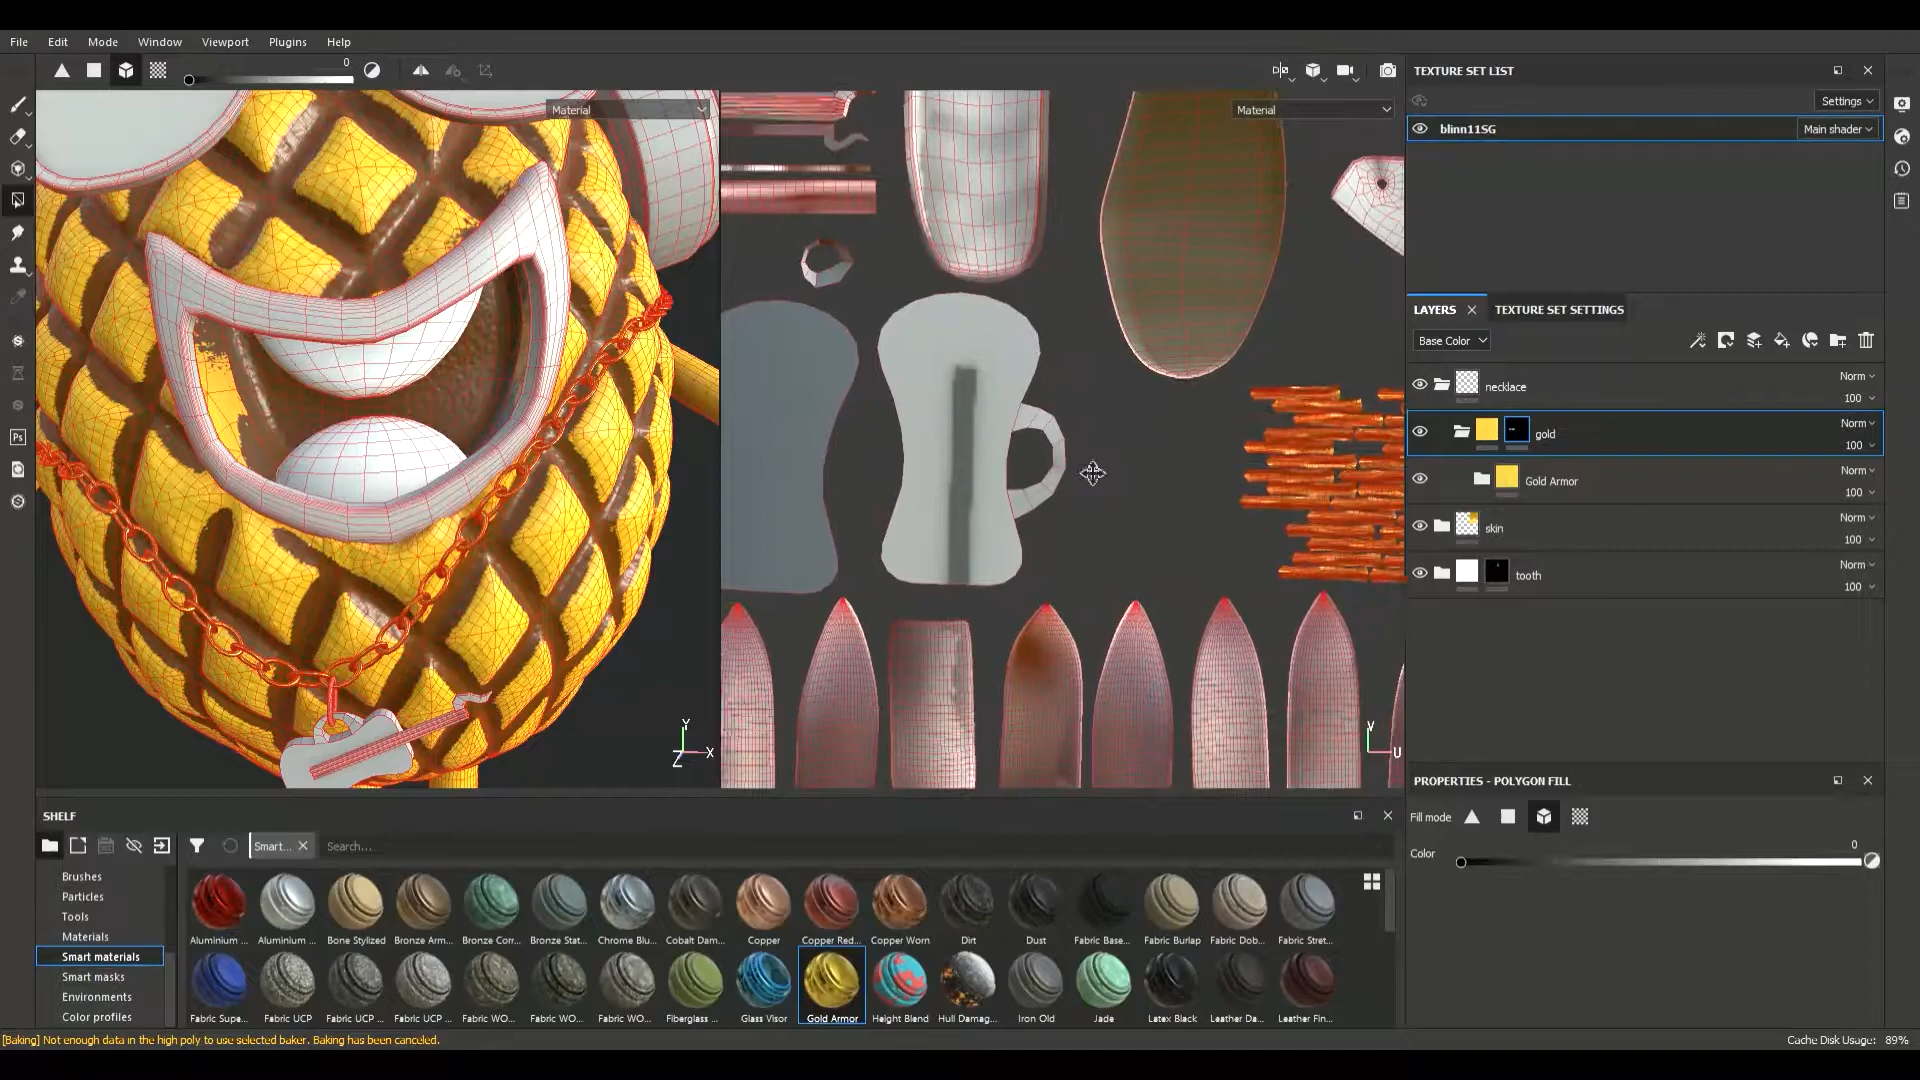 File Edit Mode Window Viewport Plugins Help
0
Material
Material
Y
X
Z
V
U
TEXTURE SET LIST
Settings
blinn11SG
Main shader
LAYERS
TEXTURE SET SETTINGS
Base Color
necklace
Norm
100
gold
Norm
100
Gold Armor
Norm
100
skin
Norm
100
tooth
Norm
100
PROPERTIES - POLYGON FILL
Fill mode
Color
0
Ps
SHELF
Smart...
Search...
Brushes
Particles
Tools
Materials
Smart materials
Smart masks
Environments
Color profiles
Aluminium ... Aluminium ... Bone Stylized Bronze Arm... Bronze Corr... Bronze Stat... Chrome Blu... Cobalt Dam... Copper Copper Red... Copper Worn Dirt Dust Fabric Base... Fabric Burlap Fabric Dob... Fabric Stret...
Fabric Supe... Fabric UCP Fabric UCP ... Fabric UCP ... Fabric WO... Fabric WO... Fabric WO... Fiberglass ... Glass Visor Gold Armor Height Blend Hull Damag... Iron Old Jade Latex Black Leather Da... Leather Fin...
[Baking] Not enough data in the high poly to use selected baker. Baking has been canceled.
Cache Disk Usage: 89%